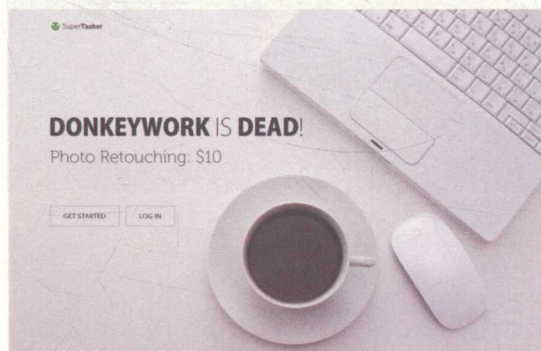 SuperTasker
DONKEYWORK IS DEAD!
Photo Retouching: $10
GET STARTED LOG IN